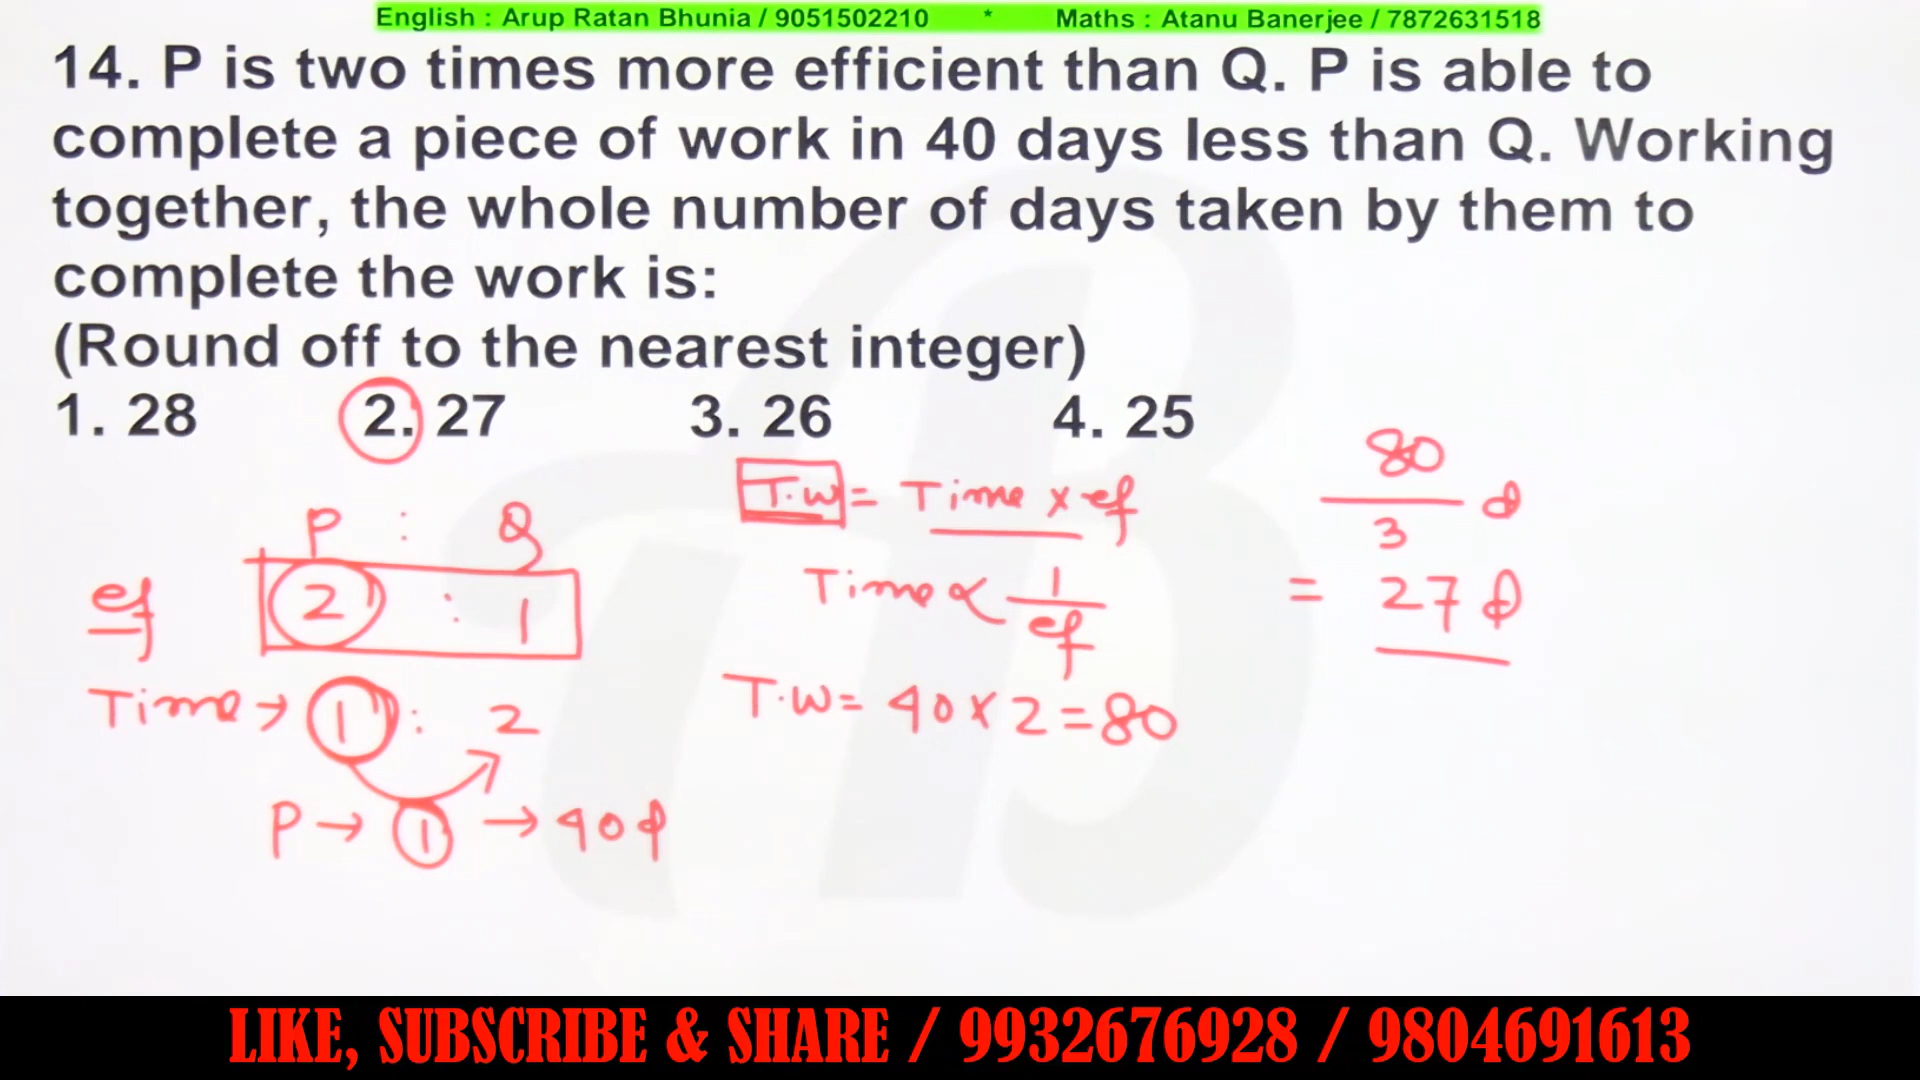 English : Arup Ratan Bhunia / 9051502210 * Maths : Atanu Banerjee / 7872631518
14. P is two times more efficient than Q. P is able to
complete a piece of work in 40 days less than Q. Working
together, the whole number of days taken by them to
complete the work is:
(Round off to the nearest integer)
1. 28 2. 27 3. 26 4. 25
P : Q
ef 2 : 1
Time → 1 : 2
P → 1 → 40 d
T.W = Time x ef
Time ∝ 1/ef
T.W = 40 x 2 = 80
80/3 d
= 27 d
LIKE, SUBSCRIBE & SHARE / 9932676928 / 9804691613